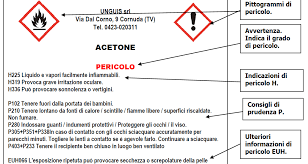 UNGUIS srl
Via Dal Corno, 9 Cornuda (TV)
Tel. 0423-020311
ACETONE
PERICOLO
H225 Liquido e vapori facilmente infiammabili.
H319 Provoca grave irritazione oculare.
H336 Può provocare sonnolenza o vertigini.
P102 Tenere fuori dalla portata dei bambini.
P210 Tenere lontano da fonti di calore / scintille / fiamme libere / superfici riscaldate.
Non fumare.
P280 Indossare guanti / indumenti protettivi / Proteggere gli occhi / il viso.
P305+P351+P338In caso di contatto con gli occhi sciacquare accuratamente per
parecchi minuti. Togliere le lenti a contatto se è agevole farlo. Continuare a sciacquare.
P403+P233 Tenere il recipiente ben chiuso e in luogo ben ventilato.
EUH066 L'esposizione ripetuta può provocare secchezza o screpolature della pelle
Pittogrammi di
pericolo.
Avvertenza.
Indica il grado
di pericolo.
Indicazioni di
pericolo H.
Consigli di
prudenza P.
Ulteriori
informazioni di
pericolo EUH.